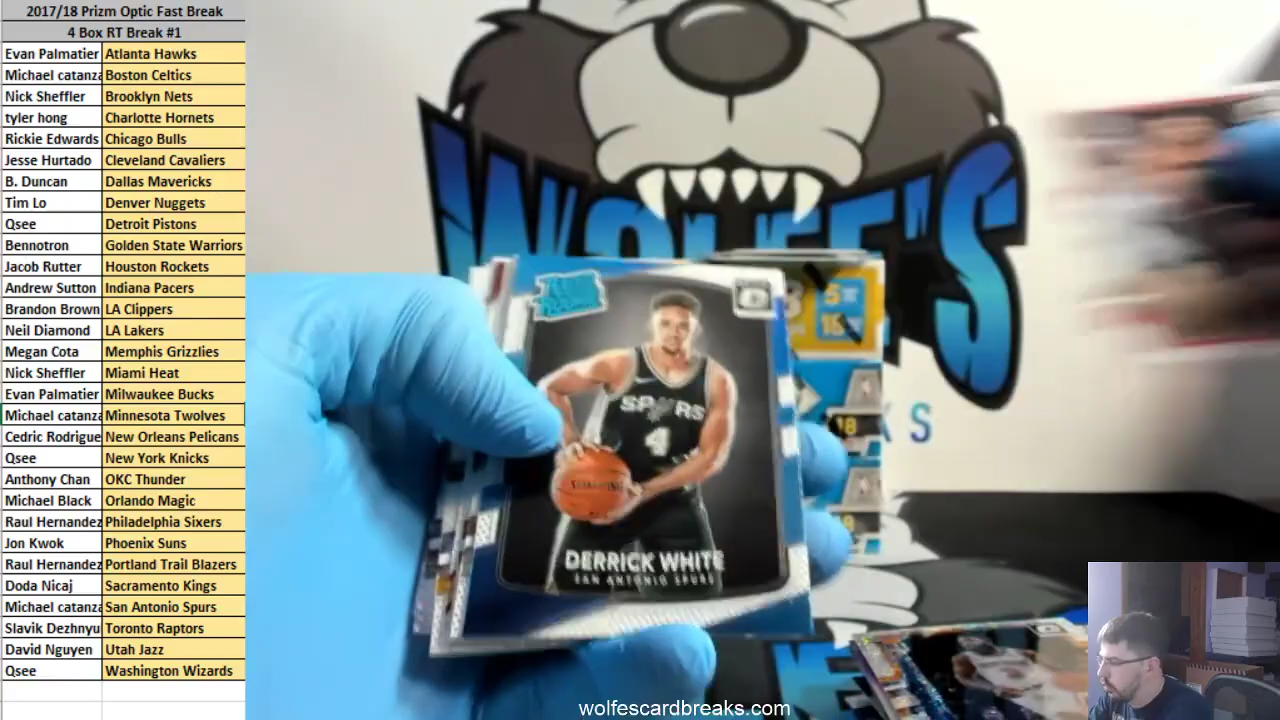 2017/18 Prizm Optic Fast Break
4 Box RT Break #1
Evan Palmatier Atlanta Hawks
Michael catanza Boston Celtics
Nick Sheffler Brooklyn Nets
tyler hong Charlotte Hornets
Rickie Edwards Chicago Bulls
Jesse Hurtado Cleveland Cavaliers
B. Duncan Dallas Mavericks
Tim Lo Denver Nuggets
Qsee Detroit Pistons
Bennotron Golden State Warriors
Jacob Rutter Houston Rockets
Andrew Sutton Indiana Pacers
Brandon Brown LA Clippers
Neil Diamond LA Lakers
Megan Cota Memphis Grizzlies
Nick Sheffler Miami Heat
Evan Palmatier Milwaukee Bucks
Michael catanza Minnesota Twolves
Cedric Rodrigue New Orleans Pelicans
Qsee New York Knicks
Anthony Chan OKC Thunder
Michael Black Orlando Magic
Raul Hernandez Philadelphia Sixers
Jon Kwok Phoenix Suns
Raul Hernandez Portland Trail Blazers
Doda Nicaj Sacramento Kings
Michael catanza San Antonio Spurs
Slavik Dezhnyu Toronto Raptors
David Nguyen Utah Jazz
Qsee Washington Wizards
WOLFE'S
KS
SPURS
4
SPALDING
DERRICK WHITE
SAN ANTONIO SPURS
18
wolfescardbreaks.com